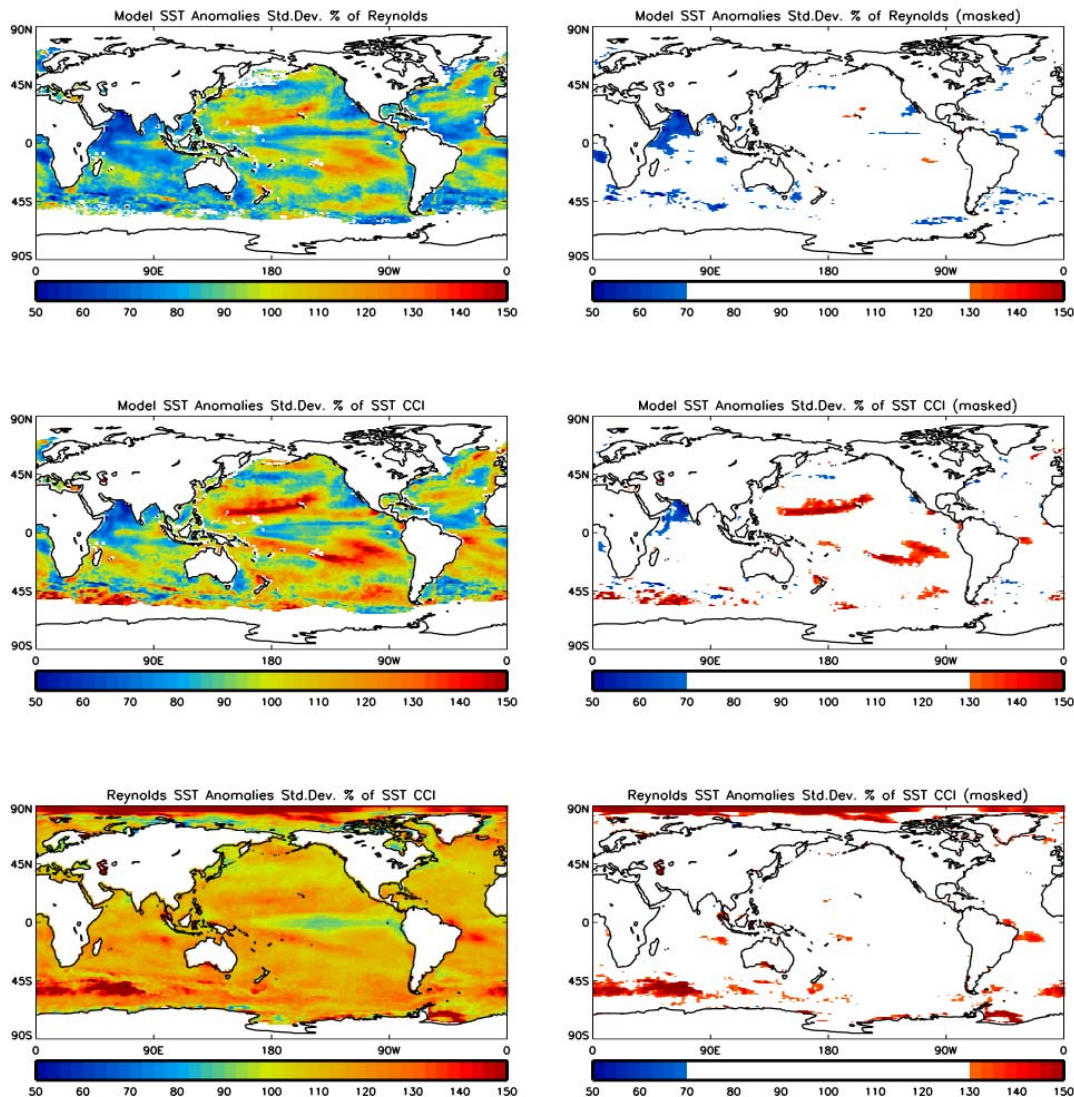 Model SST Anomalies Std.Dev. % of Reynolds
90N
45N
0
45S
90S
0 90E 180 90W 0
50 60 70 80 90 100 110 120 130 140 150
Model SST Anomalies Std.Dev. % of Reynolds (masked)
90N
45N
0
45S
90S
0 90E 180 90W 0
50 60 70 80 90 100 110 120 130 140 150
Model SST Anomalies Std.Dev. % of SST CCI
90N
45N
0
45S
90S
0 90E 180 90W 0
50 60 70 80 90 100 110 120 130 140 150
Model SST Anomalies Std.Dev. % of SST CCI (masked)
90N
45N
0
45S
90S
0 90E 180 90W 0
50 60 70 80 90 100 110 120 130 140 150
Reynolds SST Anomalies Std.Dev. % of SST CCI
90N
45N
0
45S
90S
0 90E 180 90W 0
50 60 70 80 90 100 110 120 130 140 150
Reynolds SST Anomalies Std.Dev. % of SST CCI (masked)
90N
45N
0
45S
90S
0 90E 180 90W 0
50 60 70 80 90 100 110 120 130 140 150